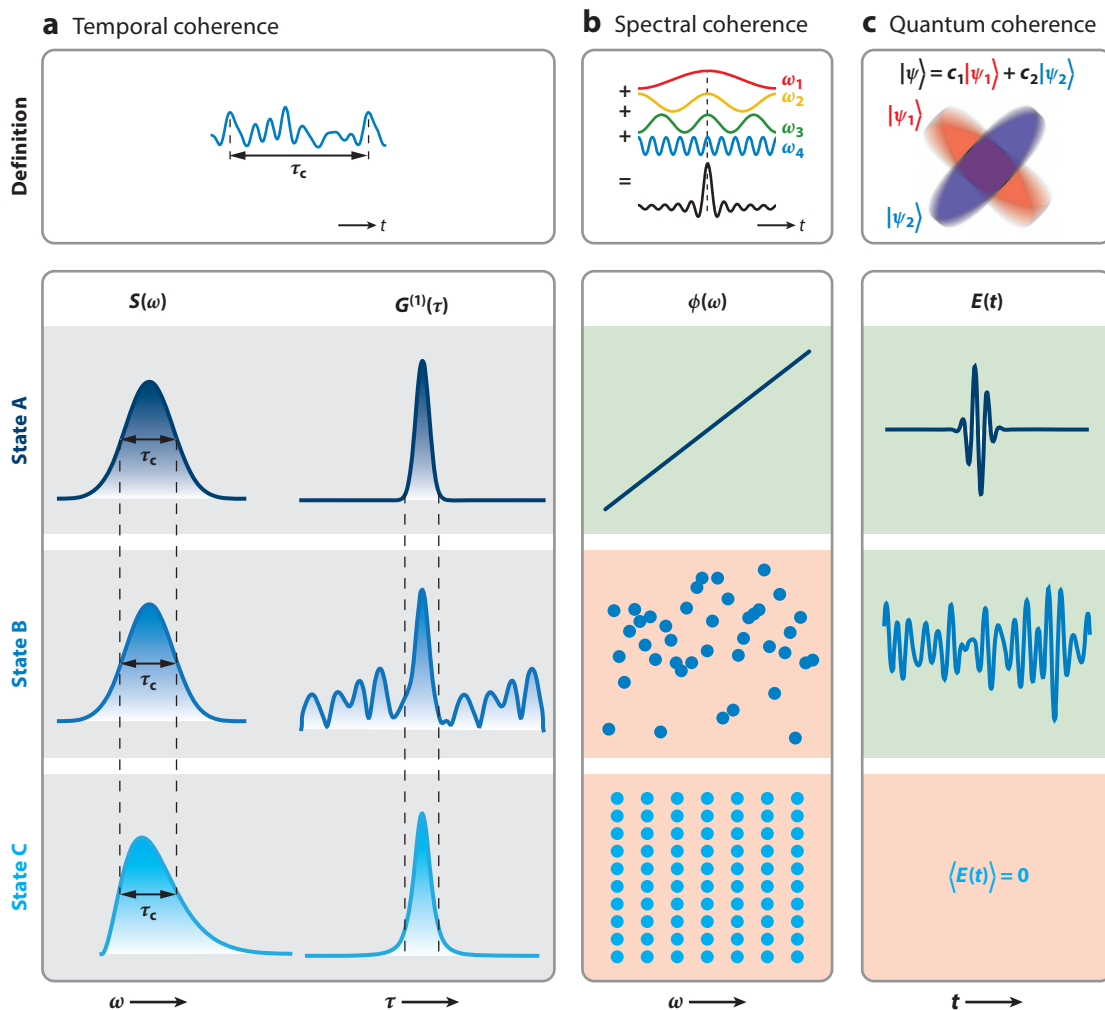 a Temporal coherence
b Spectral coherence
c Quantum coherence
Definition
τc
t
+
+
+
=
ω1
ω2
ω3
ω4
t
|ψ⟩ = c1|ψ1⟩ + c2|ψ2⟩
|ψ1⟩
|ψ2⟩
S(ω)
G(1)(τ)
ϕ(ω)
E(t)
State A
τc
State B
τc
State C
τc
⟨E(t)⟩ = 0
ω
τ
ω
t